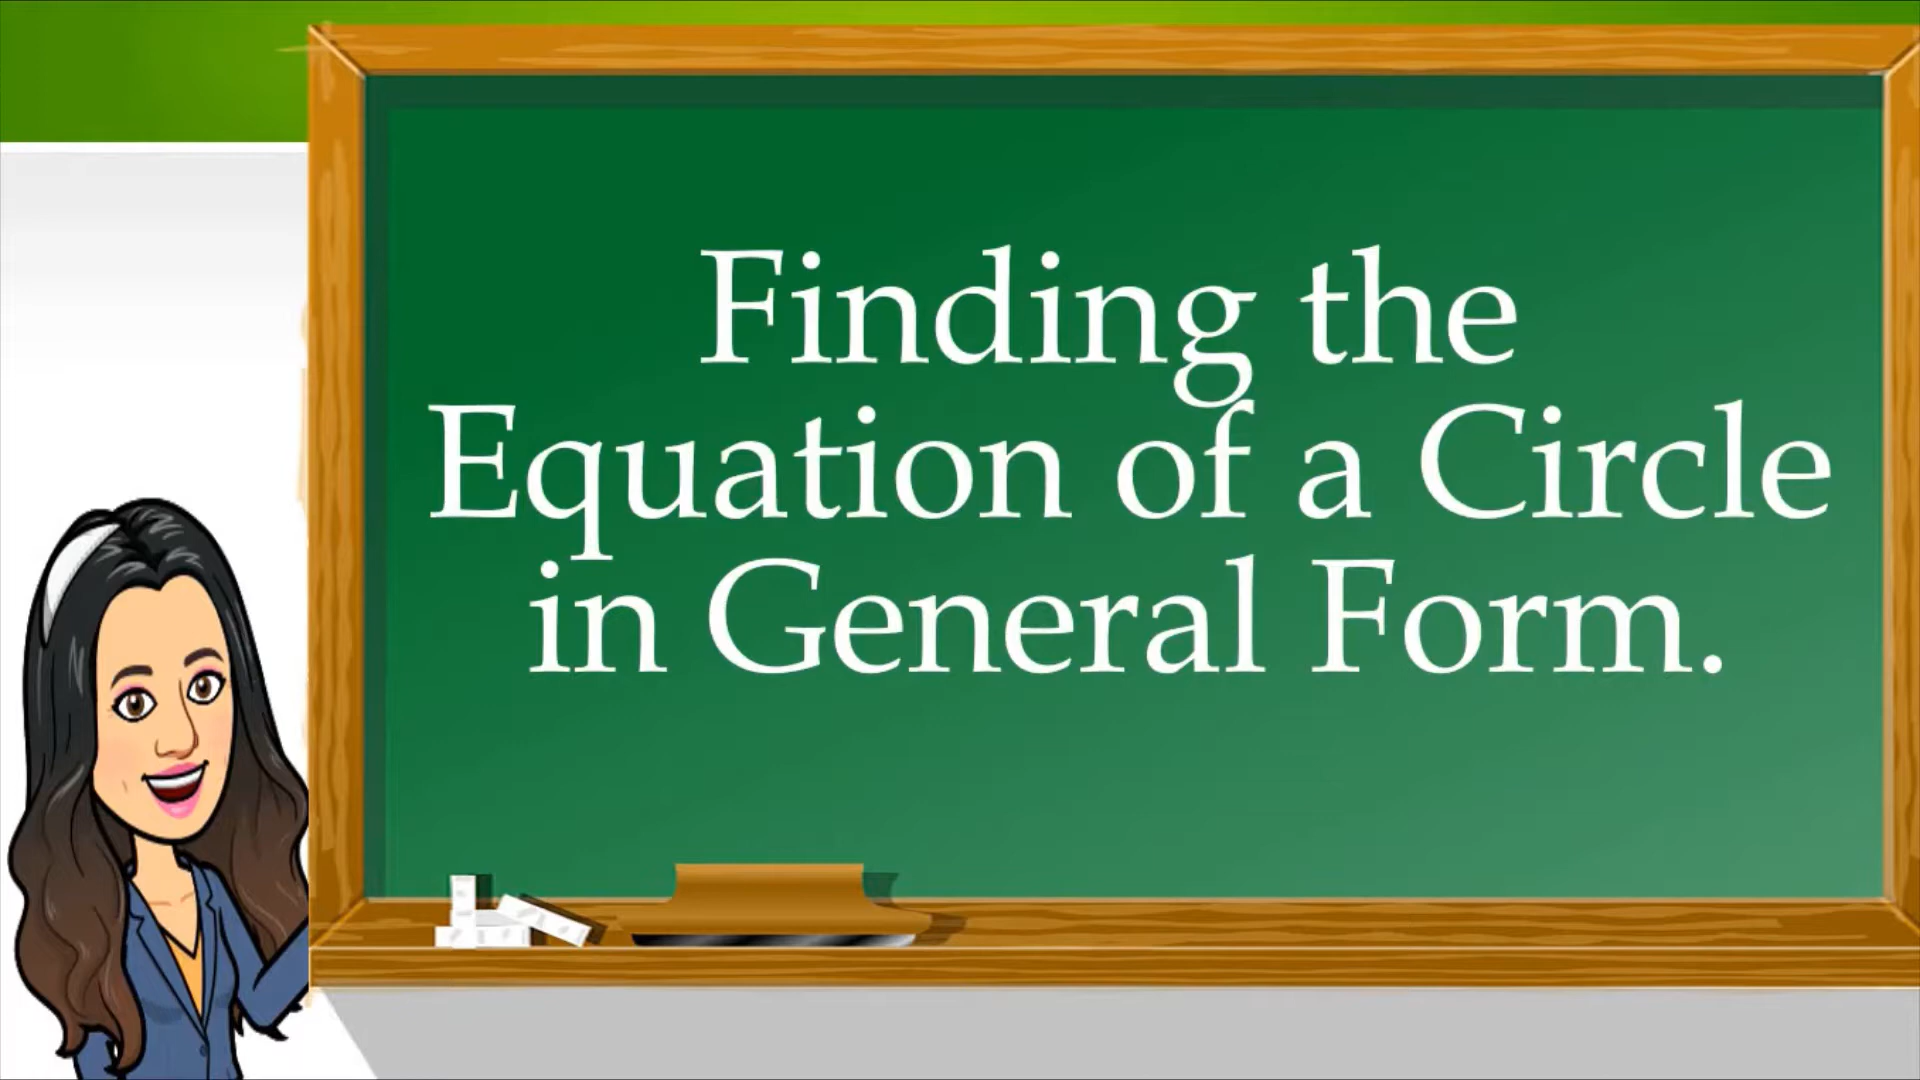 Finding the
Equation of a Circle
in General Form.